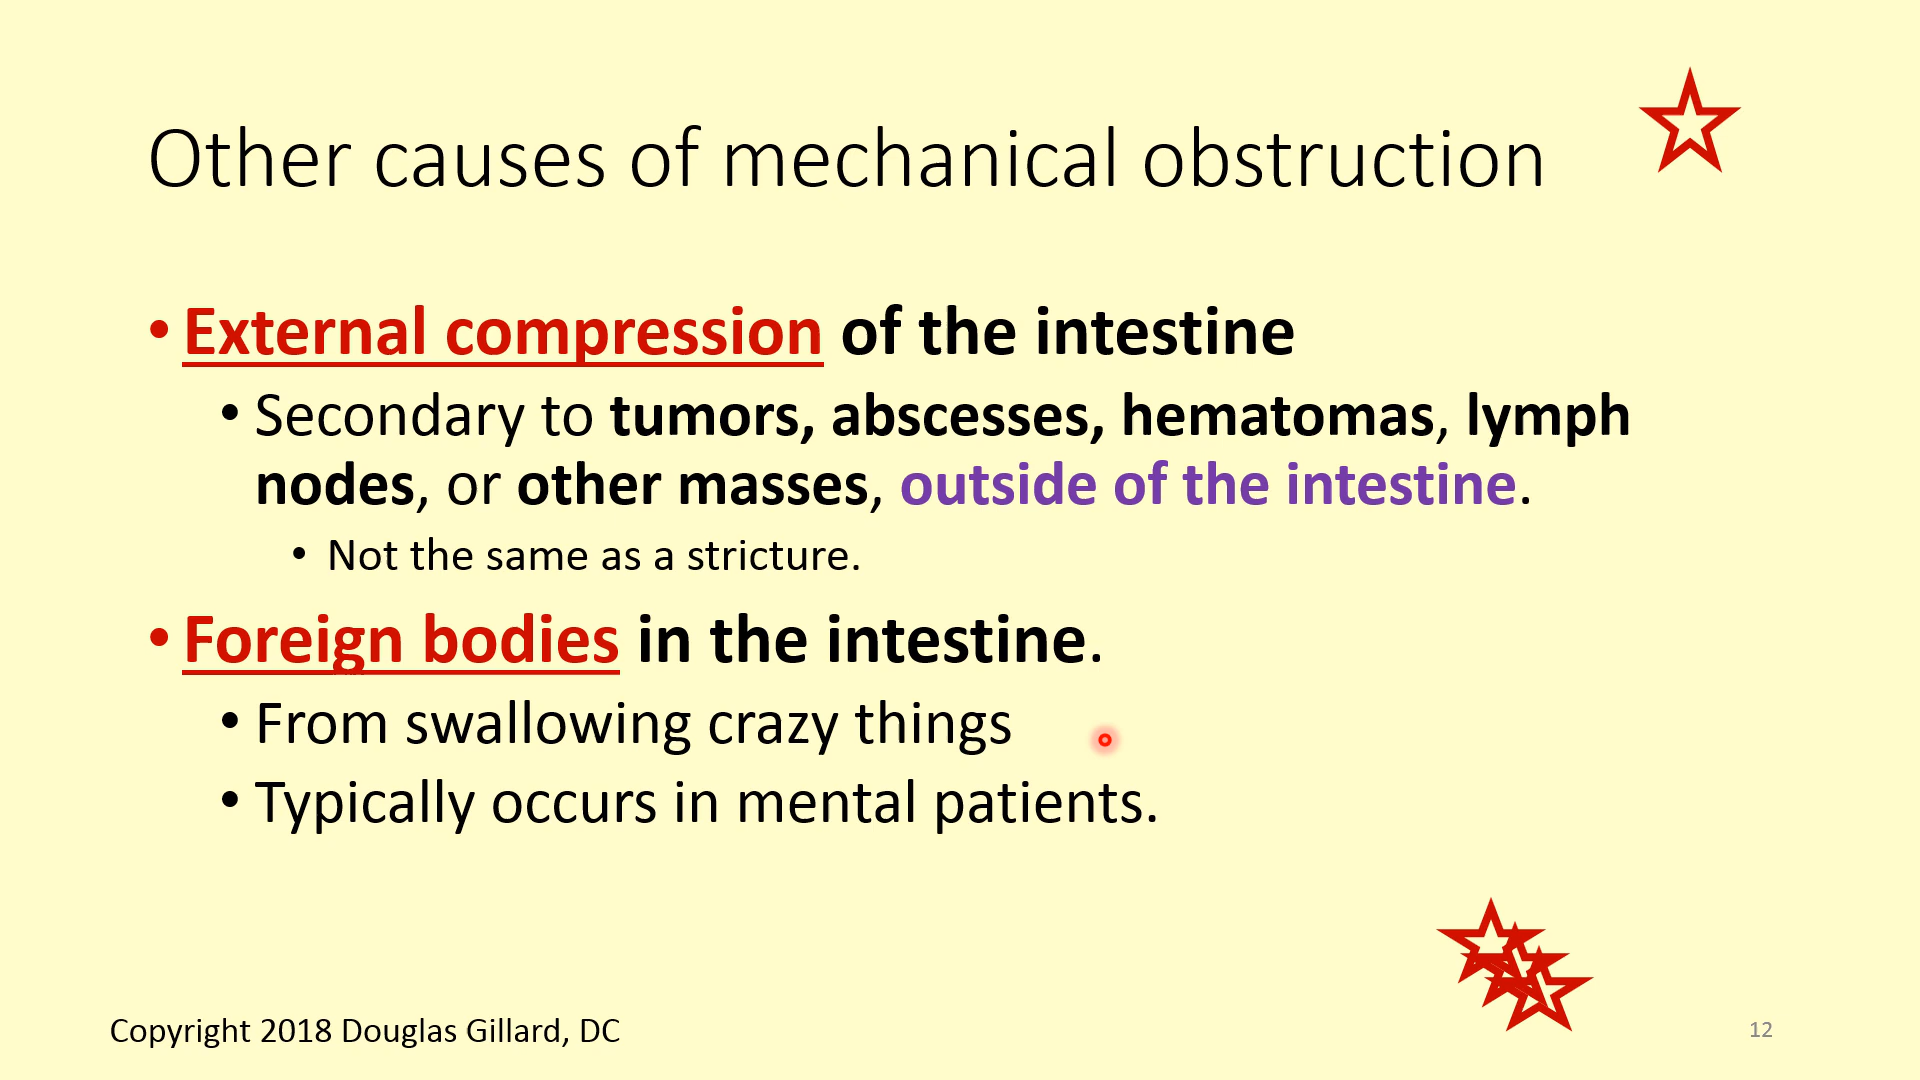 Other causes of mechanical obstruction
• External compression of the intestine
• Secondary to tumors, abscesses, hematomas, lymph
nodes, or other masses, outside of the intestine.
• Not the same as a stricture.
• Foreign bodies in the intestine.
• From swallowing crazy things
• Typically occurs in mental patients.
Copyright 2018 Douglas Gillard, DC
12